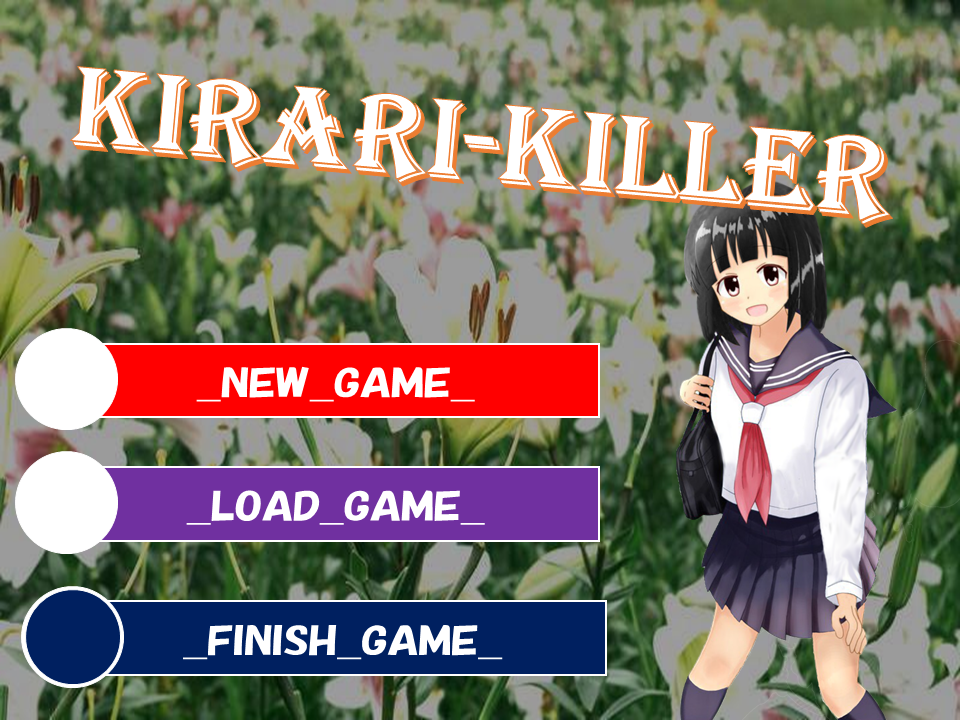 KIRARI-KILLER
_NEW_GAME_
_LOAD_GAME_
_FINISH_GAME_